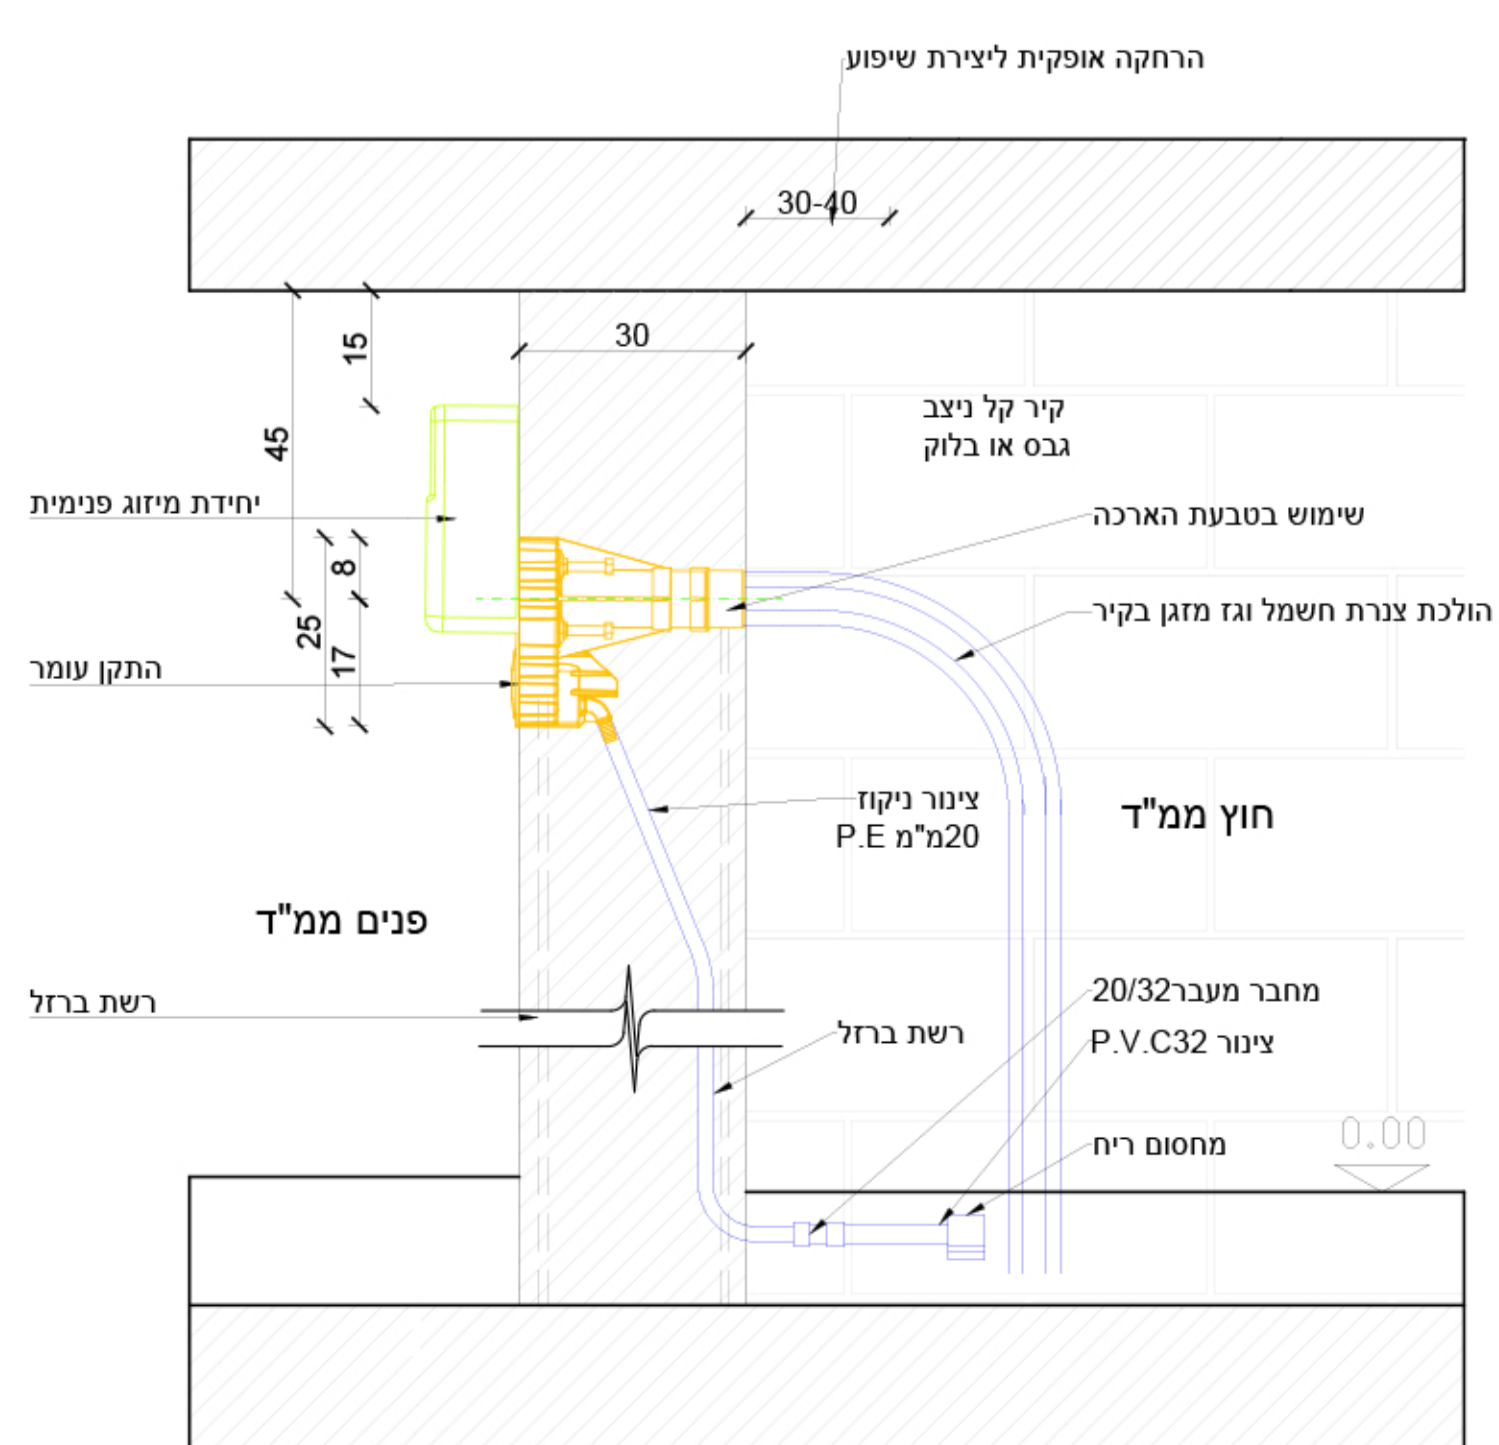 הרחקה אופקית ליצירת שיפוע
30-40
30
15
45
קיר קל ניצב
גבס או בלוק
יחידת מיזוג פנימית
שימוש בטבעת הארכה
8
25
17
הולכת צנרת חשמל וגז מזגן בקיר
התקן עומר
צינור ניקוז
20מ"מ P.E
חוץ ממ"ד
פנים ממ"ד
רשת ברזל
מחבר מעבר20/32
רשת ברזל
צינור P.V.C32
מחסום ריח
0.00